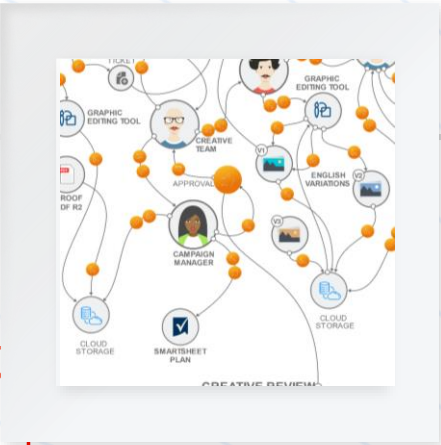 TICKET
GRAPHIC
EDITING TOOL
GRAPHIC
EDITING TOOL
CREATIVE
TEAM
V1
ENGLISH
VARIATIONS
V2
APPROVAL
ROOF
DF R2
V3
CAMPAIGN
MANAGER
CLOUD
STORAGE
CLOUD
STORAGE
SMARTSHEET
PLAN
CREATIVE REVIEW